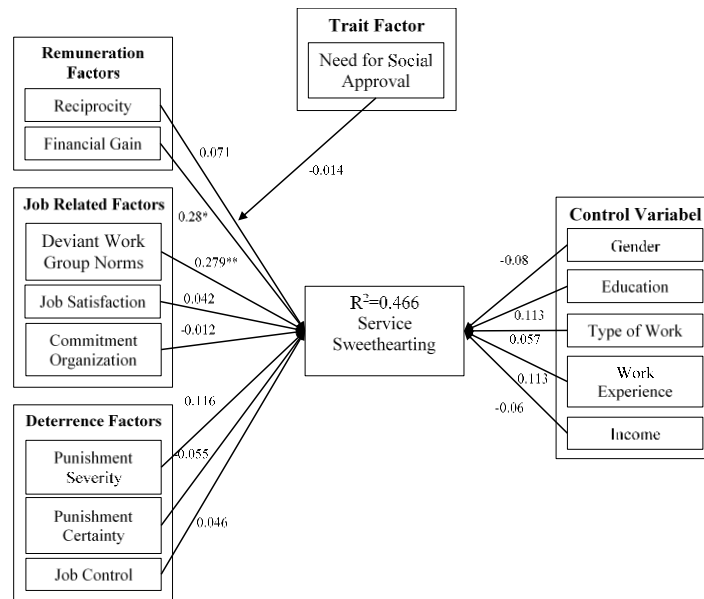 Trait Factor
Need for Social
Approval
Remuneration
Factors
Reciprocity
Financial Gain
0.071
-0.014
0.28*
Job Related Factors
Deviant Work
Group Norms
Job Satisfaction
Commitment
Organization
0.279**
0.042
-0.012
R²=0.466
Service
Sweethearting
Control Variabel
Gender
Education
Type of Work
Work
Experience
Income
-0.08
0.113
0.057
0.113
-0.06
Deterrence Factors
Punishment
Severity
Punishment
Certainty
Job Control
0.116
-0.055
0.046